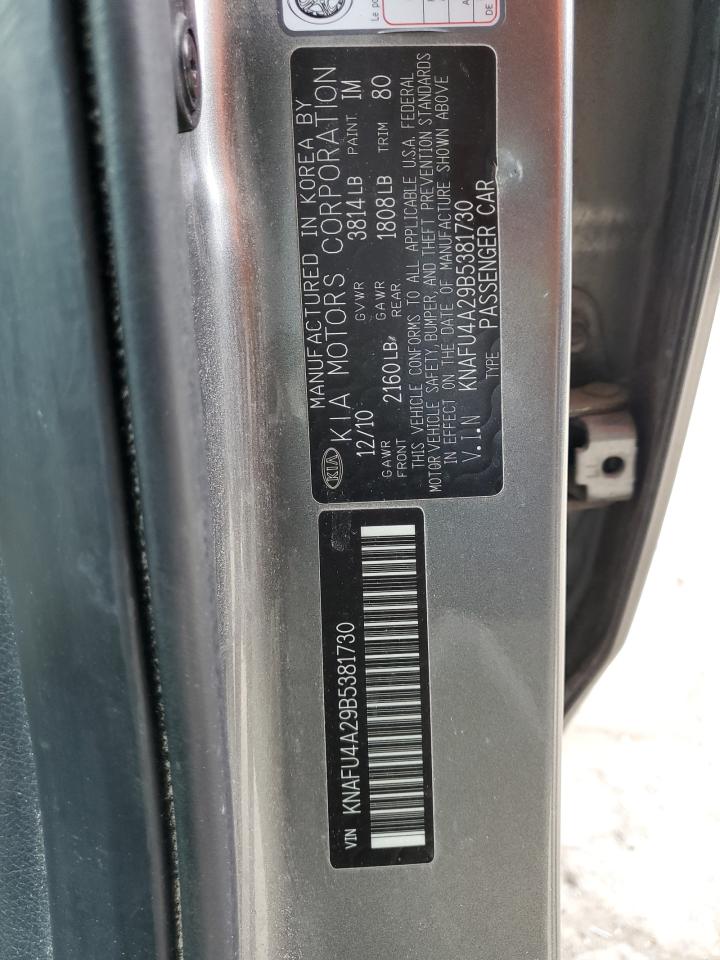 MANUFACTURED IN KOREA BY
KIA KIA MOTORS CORPORATION
12/10 GVWR 3814LB PAINT IM
GAWR FRONT 2160LB GAWR REAR 1808LB TRIM 80
THIS VEHICLE CONFORMS TO ALL APPLICABLE U.S.A. FEDERAL
MOTOR VEHICLE SAFETY, BUMPER, AND THEFT PREVENTION STANDARDS
IN EFFECT ON THE DATE OF MANUFACTURE SHOWN ABOVE
V.I.N KNAFU4A29B5381730
TYPE PASSENGER CAR
VIN KNAFU4A29B5381730